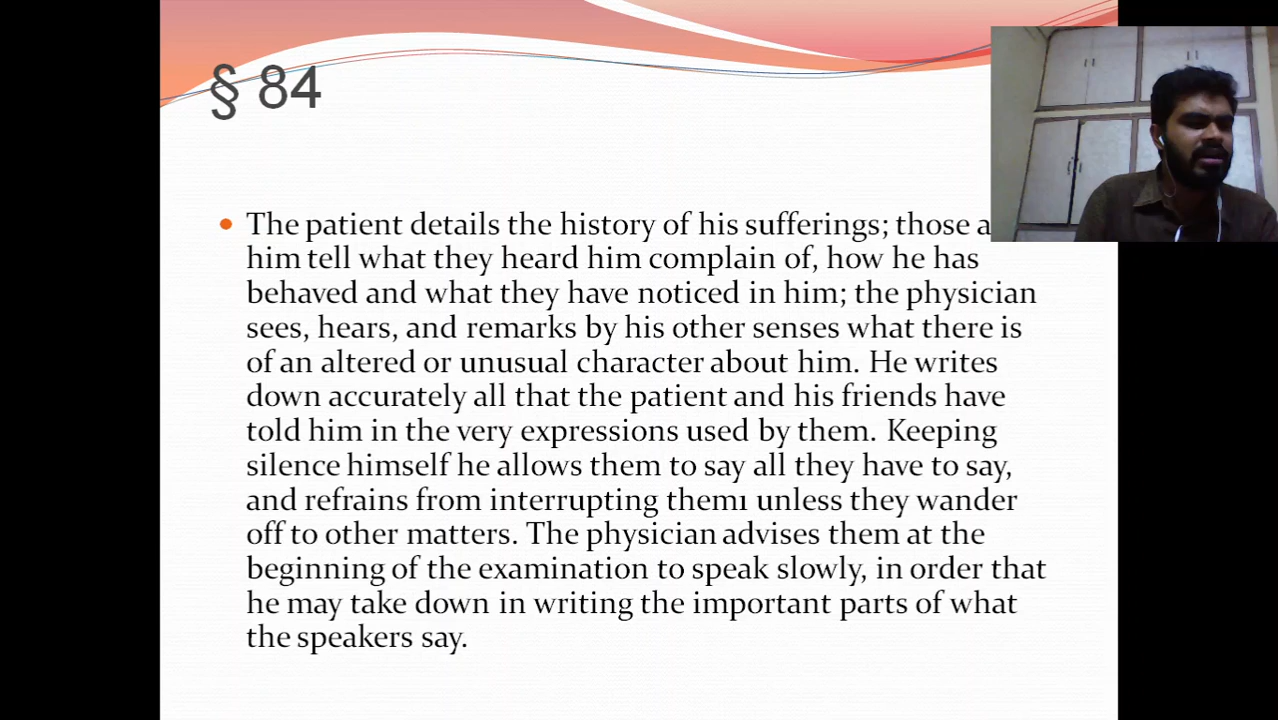 § 84
• The patient details the history of his sufferings; those
him tell what they heard him complain of, how he has
behaved and what they have noticed in him; the physician
sees, hears, and remarks by his other senses what there is
of an altered or unusual character about him. He writes
down accurately all that the patient and his friends have
told him in the very expressions used by them. Keeping
silence himself he allows them to say all they have to say,
and refrains from interrupting them1 unless they wander
off to other matters. The physician advises them at the
beginning of the examination to speak slowly, in order that
he may take down in writing the important parts of what
the speakers say.